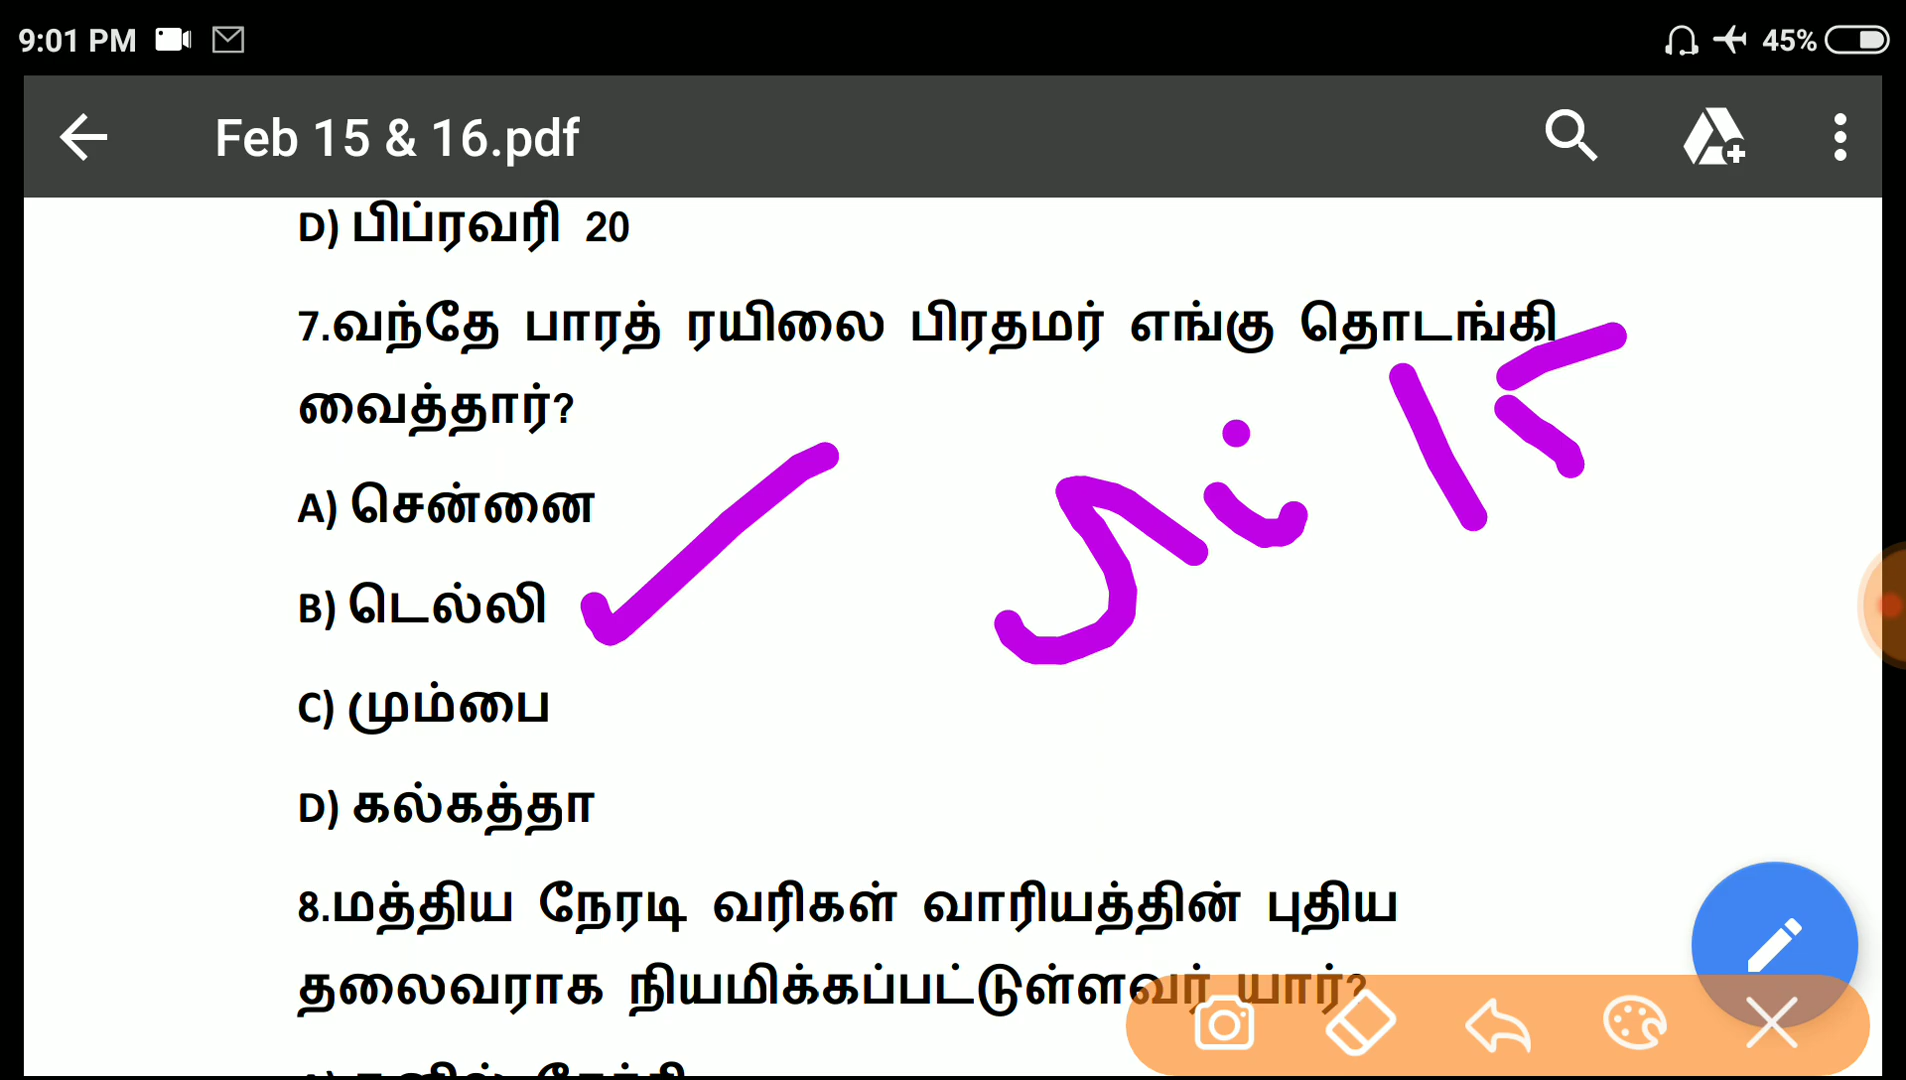 9:01 PM 45%
Feb 15 & 16.pdf
D) பிப்ரவரி 20
7.வந்தே பாரத் ரயிலை பிரதமர் எங்கு தொடங்கி
வைத்தார்?
A) சென்னை
B) டெல்லி
C) மும்பை
D) கல்கத்தா
8.மத்திய நேரடி வரிகள் வாரியத்தின் புதிய
தலைவராக நியமிக்கப்பட்டுள்ளவர் யார்?